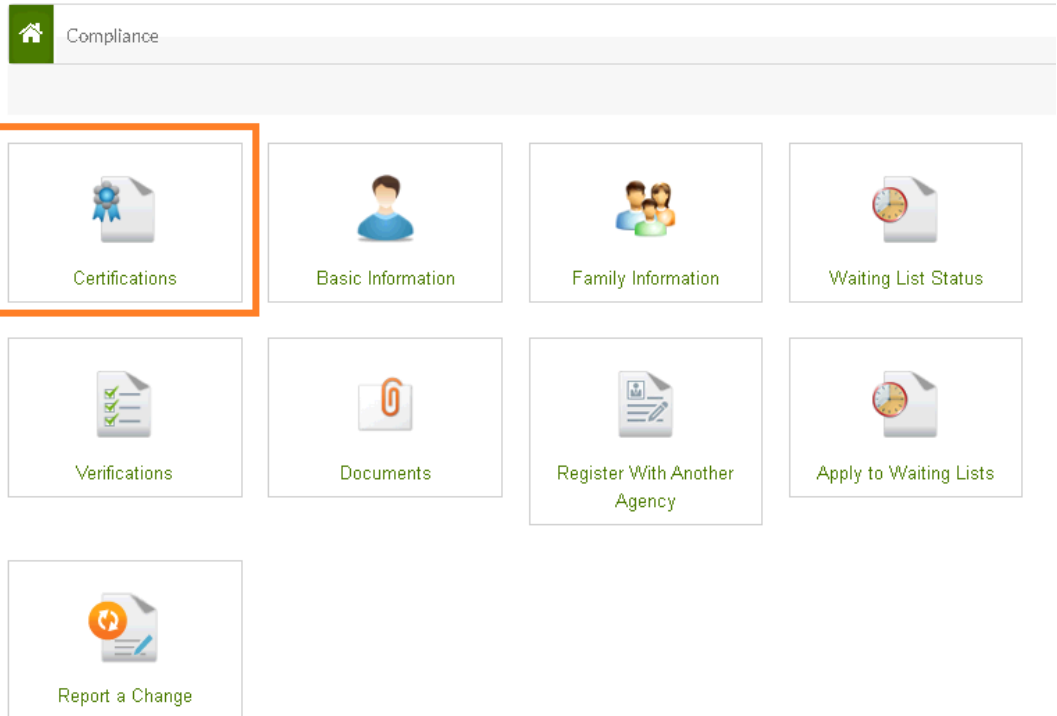 Compliance
Certifications
Basic Information
Family Information
Waiting List Status
Verifications
Documents
Register With Another
Agency
Apply to Waiting Lists
Report a Change